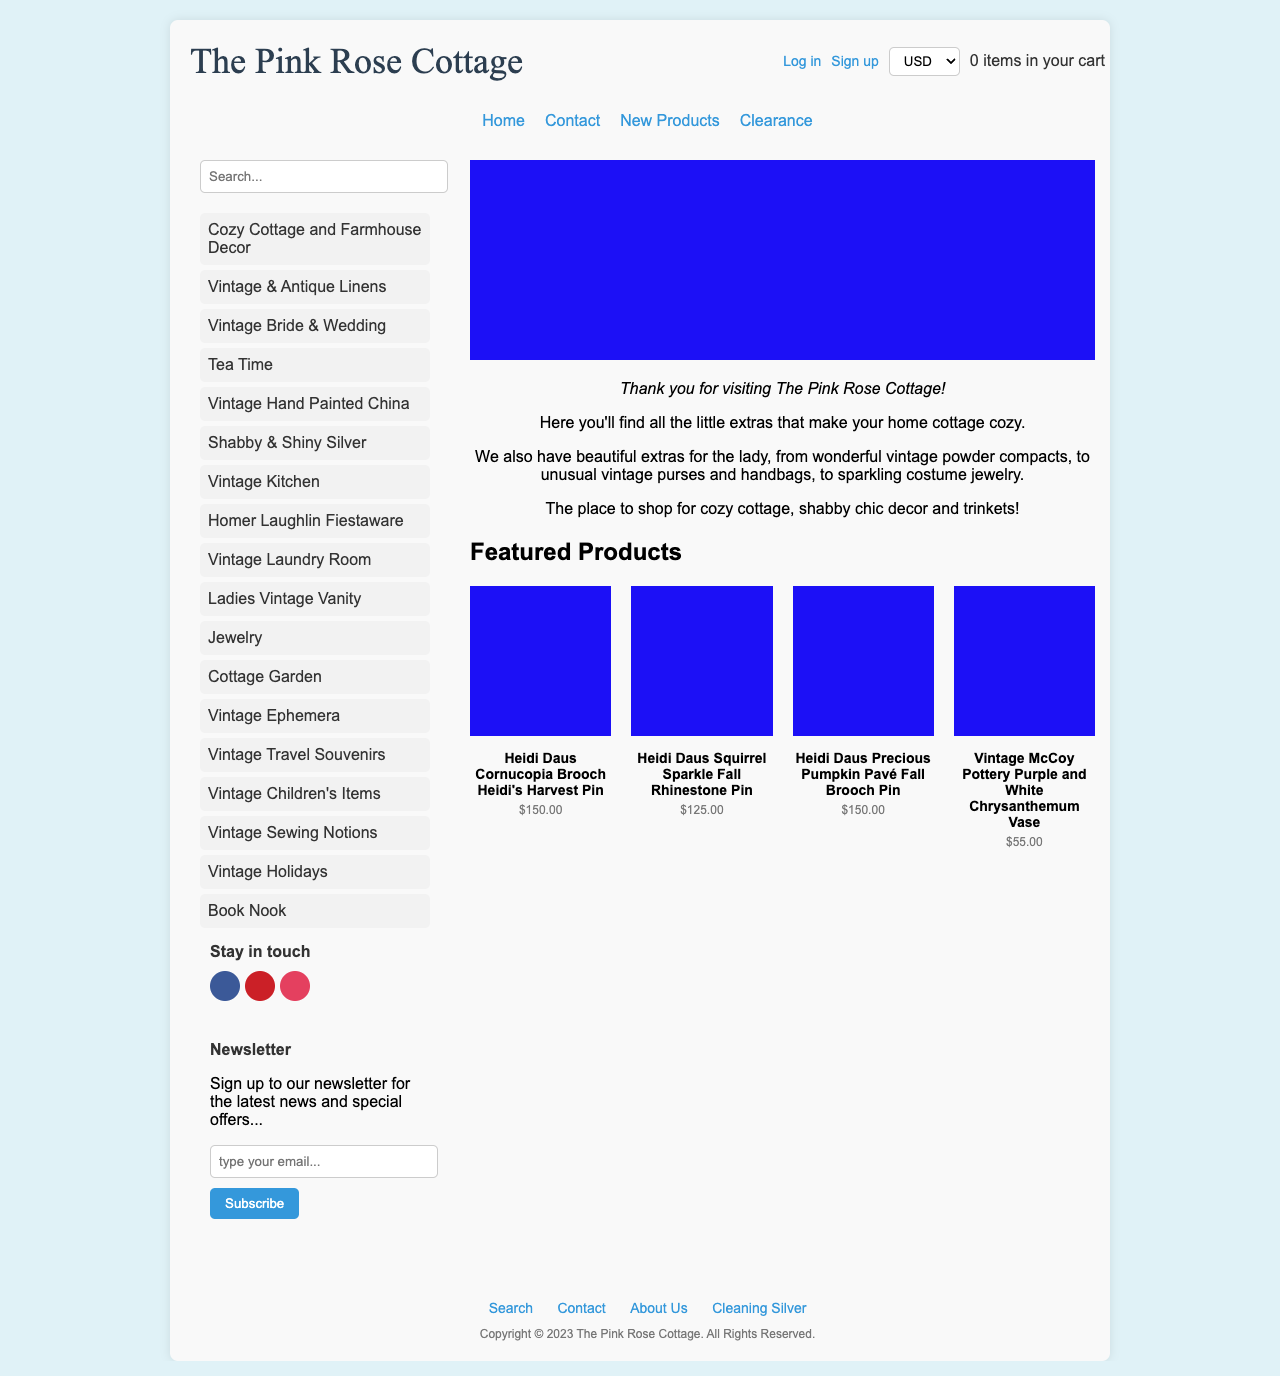 The Pink Rose Cottage
Log in Sign up USD 0 items in your cart
Home Contact New Products Clearance
Search...
Cozy Cottage and Farmhouse
Decor
Vintage & Antique Linens
Vintage Bride & Wedding
Tea Time
Vintage Hand Painted China
Shabby & Shiny Silver
Vintage Kitchen
Homer Laughlin Fiestaware
Vintage Laundry Room
Ladies Vintage Vanity
Jewelry
Cottage Garden
Vintage Ephemera
Vintage Travel Souvenirs
Vintage Children's Items
Vintage Sewing Notions
Vintage Holidays
Book Nook
Stay in touch
Newsletter
Sign up to our newsletter for
the latest news and special
offers...
type your email...
Subscribe
Thank you for visiting The Pink Rose Cottage!
Here you'll find all the little extras that make your home cottage cozy.
We also have beautiful extras for the lady, from wonderful vintage powder compacts, to
unusual vintage purses and handbags, to sparkling costume jewelry.
The place to shop for cozy cottage, shabby chic decor and trinkets!
Featured Products
Heidi Daus
Cornucopia Brooch
Heidi's Harvest Pin
$150.00
Heidi Daus Squirrel
Sparkle Fall
Rhinestone Pin
$125.00
Heidi Daus Precious
Pumpkin Pavé Fall
Brooch Pin
$150.00
Vintage McCoy
Pottery Purple and
White
Chrysanthemum
Vase
$55.00
Search Contact About Us Cleaning Silver
Copyright © 2023 The Pink Rose Cottage. All Rights Reserved.